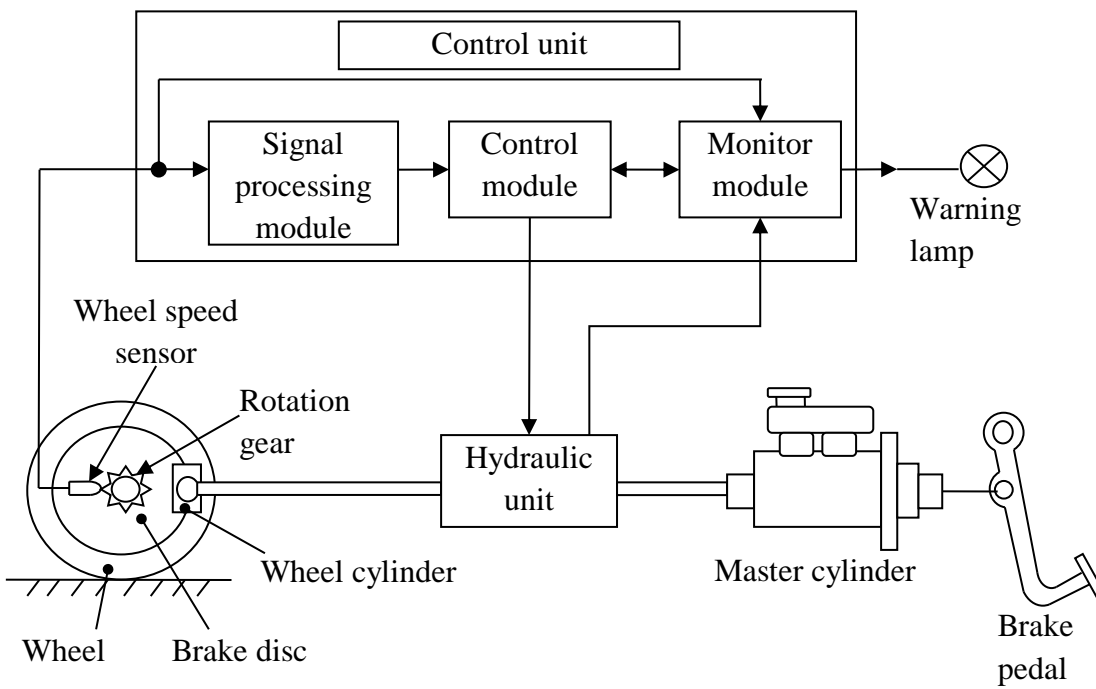 Control unit
Signal
processing
module
Control
module
Monitor
module
Warning
lamp
Wheel speed
sensor
Rotation
gear
Hydraulic
unit
Wheel cylinder
Master cylinder
Wheel
Brake disc
Brake
pedal